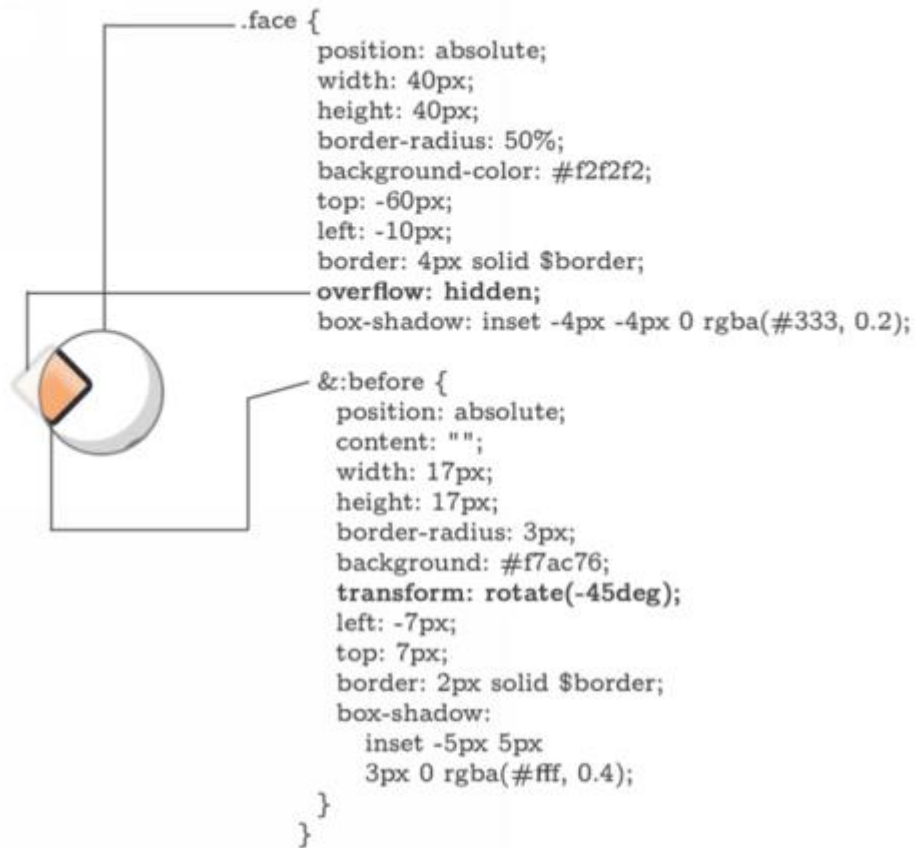 .face {
position: absolute;
width: 40px;
height: 40px;
border-radius: 50%;
background-color: #f2f2f2;
top: -60px;
left: -10px;
border: 4px solid $border;
overflow: hidden;
box-shadow: inset -4px -4px 0 rgba(#333, 0.2);
&:before {
position: absolute;
content: "";
width: 17px;
height: 17px;
border-radius: 3px;
background: #f7ac76;
transform: rotate(-45deg);
left: -7px;
top: 7px;
border: 2px solid $border;
box-shadow:
inset -5px 5px
3px 0 rgba(#fff, 0.4);
}
}